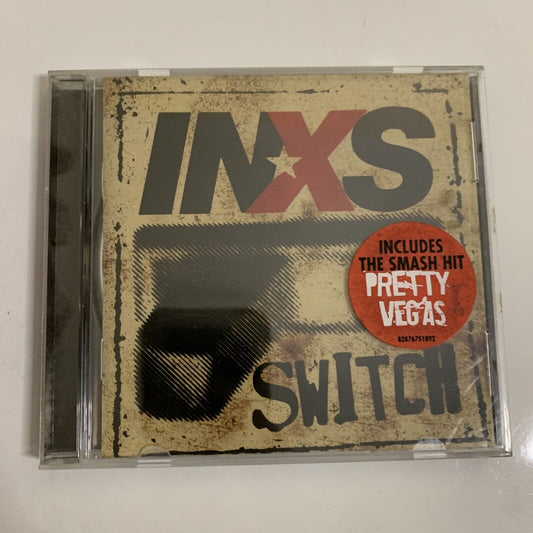 INXS
INCLUDES
THE SMASH HIT
PRETTY
VEGAS
82876751892
SWITCH